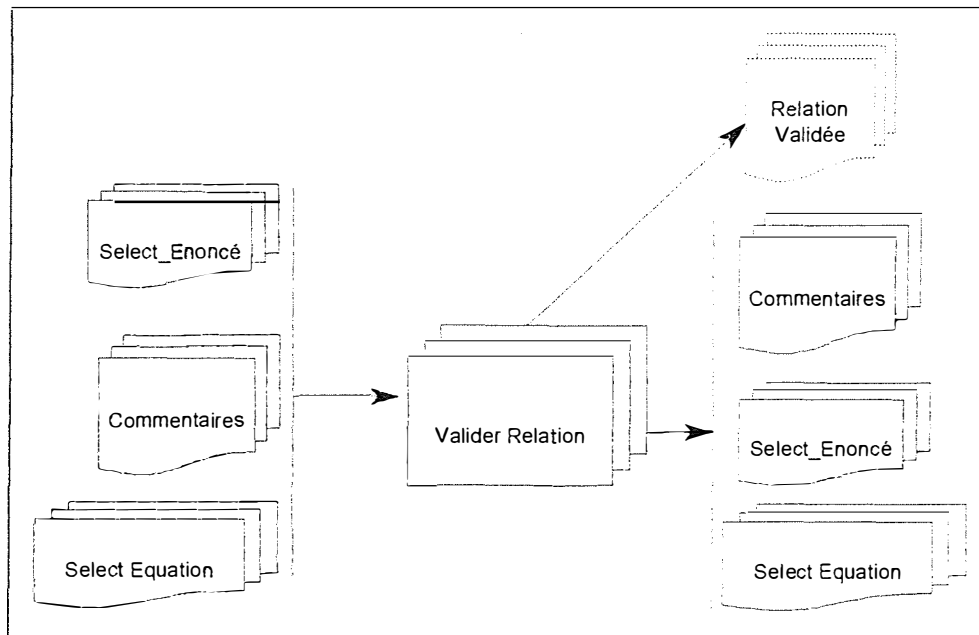 Relation
Validée
Select_Enoncé
Commentaires
Select Equation
Valider Relation
Commentaires
Select_Enoncé
Select Equation